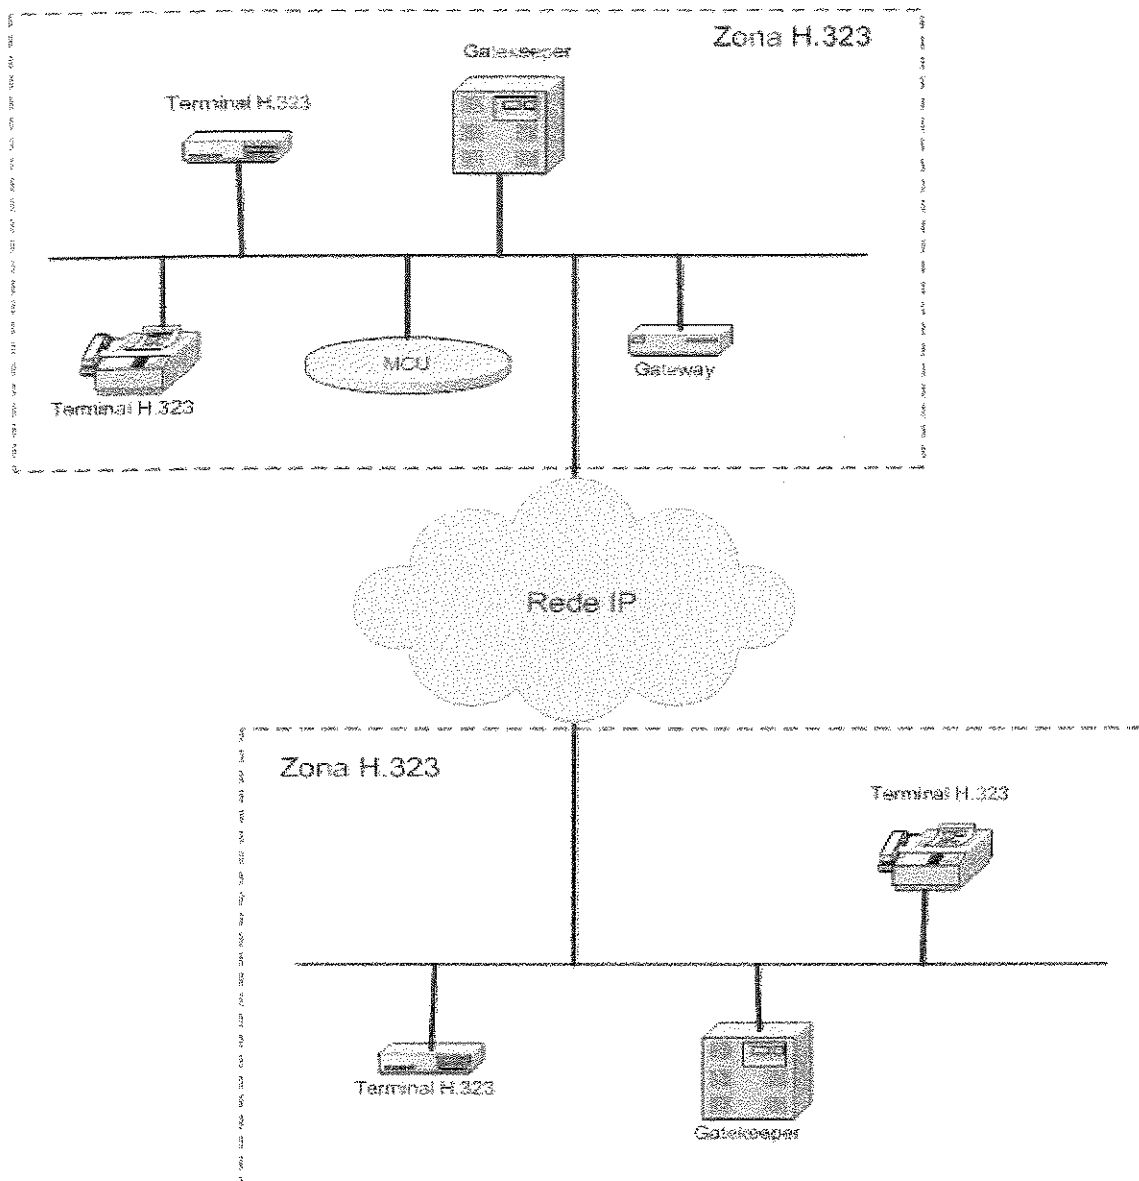 Zona H.323
Gatekeeper
Terminal H.323
MCU
Gateway
Terminal H.323
Rede IP
Zona H.323
Terminal H.323
Terminal H.323
Gatekeeper